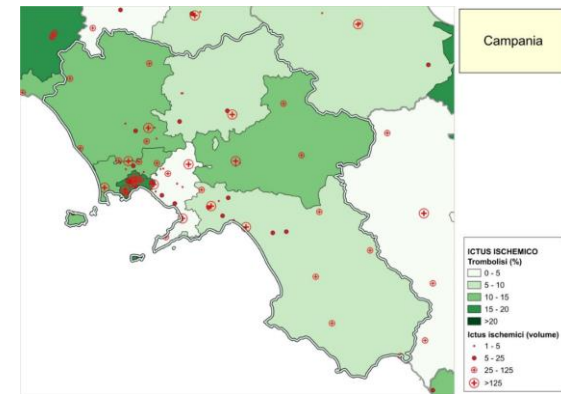 Campania
ICTUS ISCHEMICO
Trombolisi (%)
0 - 5
5 - 10
10 - 15
15 - 20
>20
Ictus ischemici (volume)
1 - 5
5 - 25
25 - 125
>125